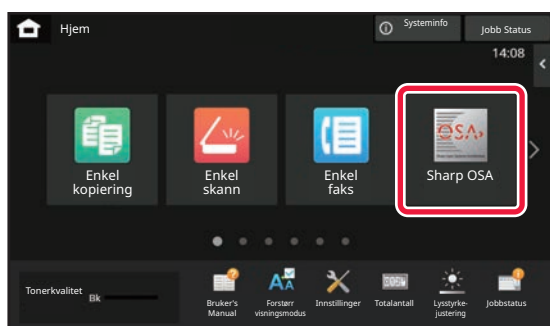 Hjem
Systeminfo
Jobb Status
14:08
OSA
Enkel
kopiering
Enkel
skann
Enkel
faks
Sharp OSA
Tonerkvalitet
Bk
Bruker's
Manual
Forstørr
visningsmodus
Innstillinger
Totalantall
Lysstyrke-
justering
Jobbstatus